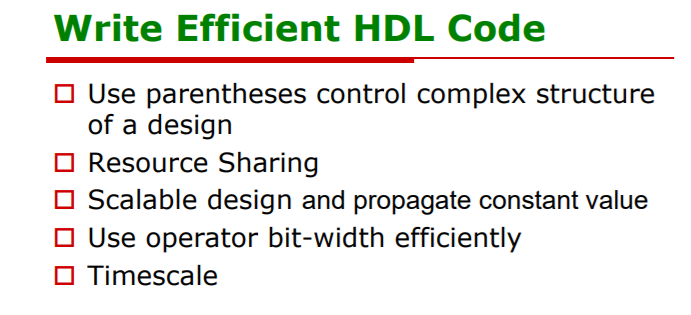 Write Efficient HDL Code
Use parentheses control complex structure
of a design
Resource Sharing
Scalable design and propagate constant value
Use operator bit-width efficiently
Timescale